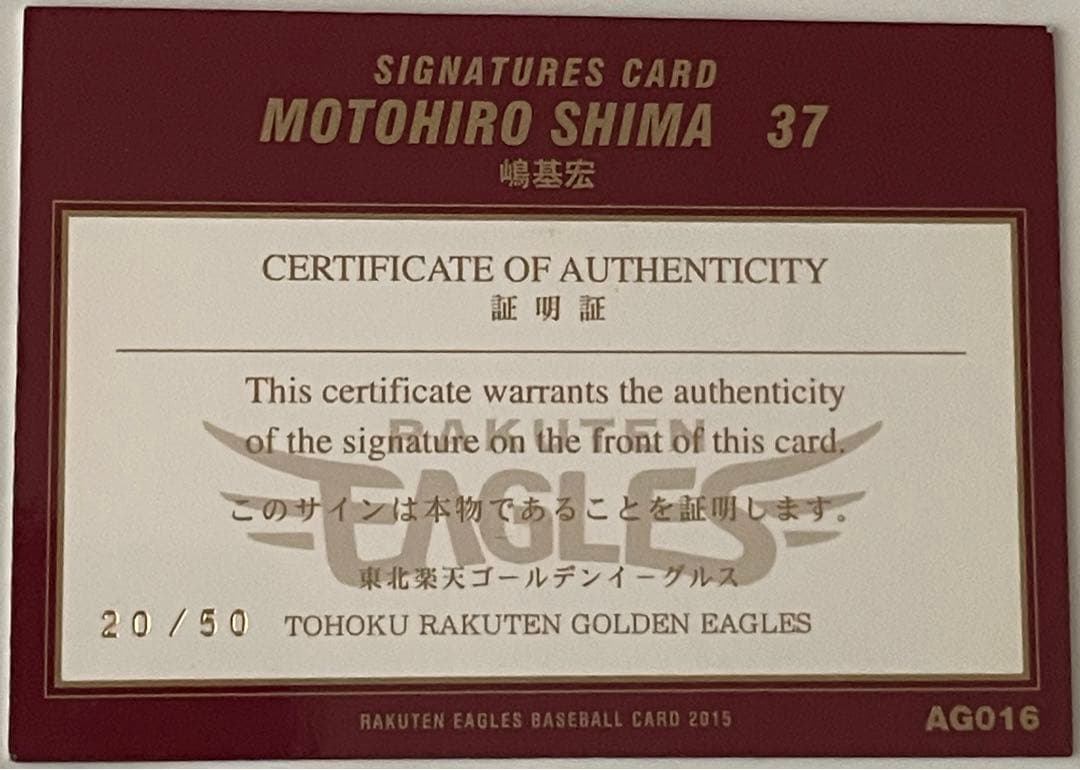 SIGNATURES CARD
MOTOHIRO SHIMA 37
嶋基宏
CERTIFICATE OF AUTHENTICITY
証明証
This certificate warrants the authenticity
RAKUTEN
of the signature on the front of this card.
EAGLES
このサインは本物であることを証明します。
東北楽天ゴールデンイーグルス
20/50 TOHOKU RAKUTEN GOLDEN EAGLES
RAKUTEN EAGLES BASEBALL CARD 2015
AG016